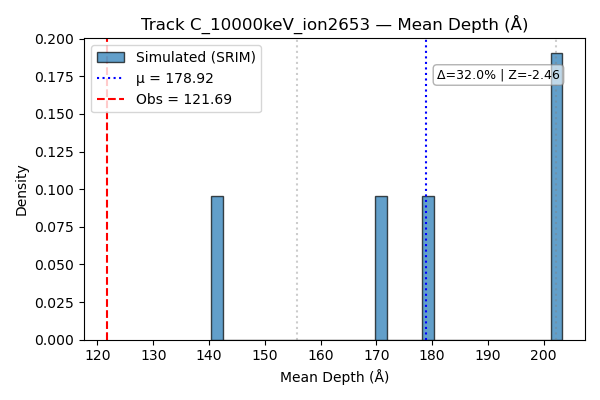 Track C_10000keV_ion2653 — Mean Depth (Å)
Simulated (SRIM)
μ = 178.92
Obs = 121.69
Δ=32.0% | Z=-2.46
Density
0.200
0.175
0.150
0.125
0.100
0.075
0.050
0.025
0.000
120 130 140 150 160 170 180 190 200
Mean Depth (Å)